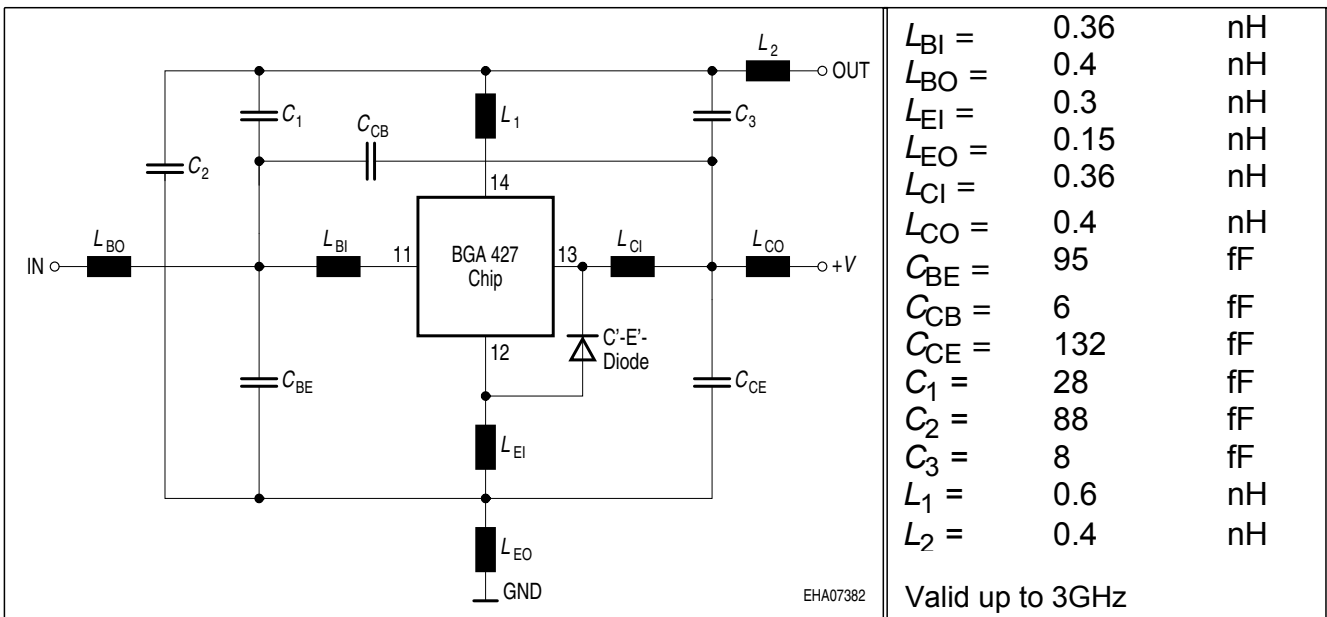 L2
OUT
C1
CCB
L1
C3
C2
14
LBO
LBI
11
BGA 427
Chip
13
LCI
LCO
IN
+V
12
C'-E'-
Diode
CBE
CCE
LEI
LEO
GND
EHA07382
LBI = 0.36 nH
LBO = 0.4 nH
LEI = 0.3 nH
LEO = 0.15 nH
LCI = 0.36 nH
LCO = 0.4 nH
CBE = 95 fF
CCB = 6 fF
CCE = 132 fF
C1 = 28 fF
C2 = 88 fF
C3 = 8 fF
L1 = 0.6 nH
L2 = 0.4 nH
Valid up to 3GHz